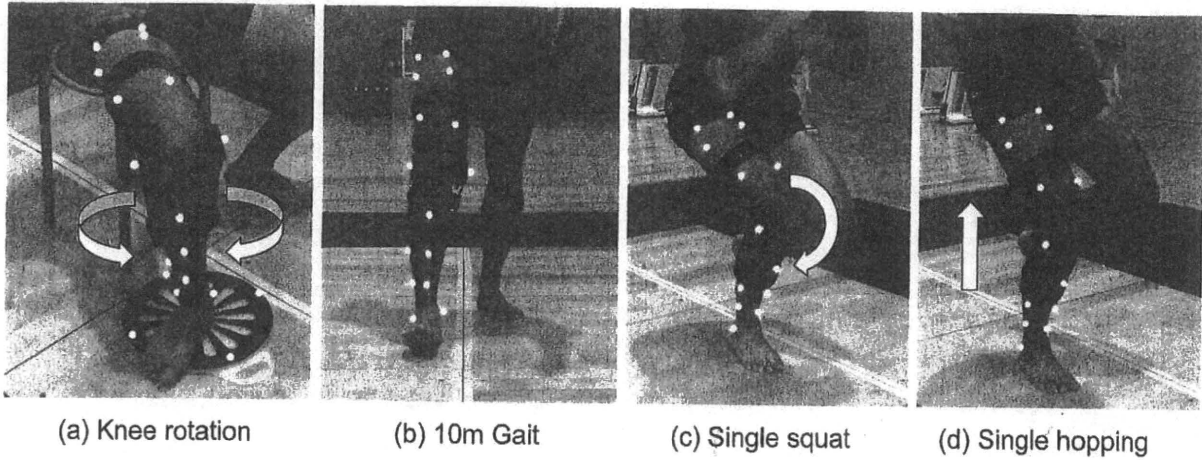 (a) Knee rotation
(b) 10m Gait
(c) Single squat
(d) Single hopping